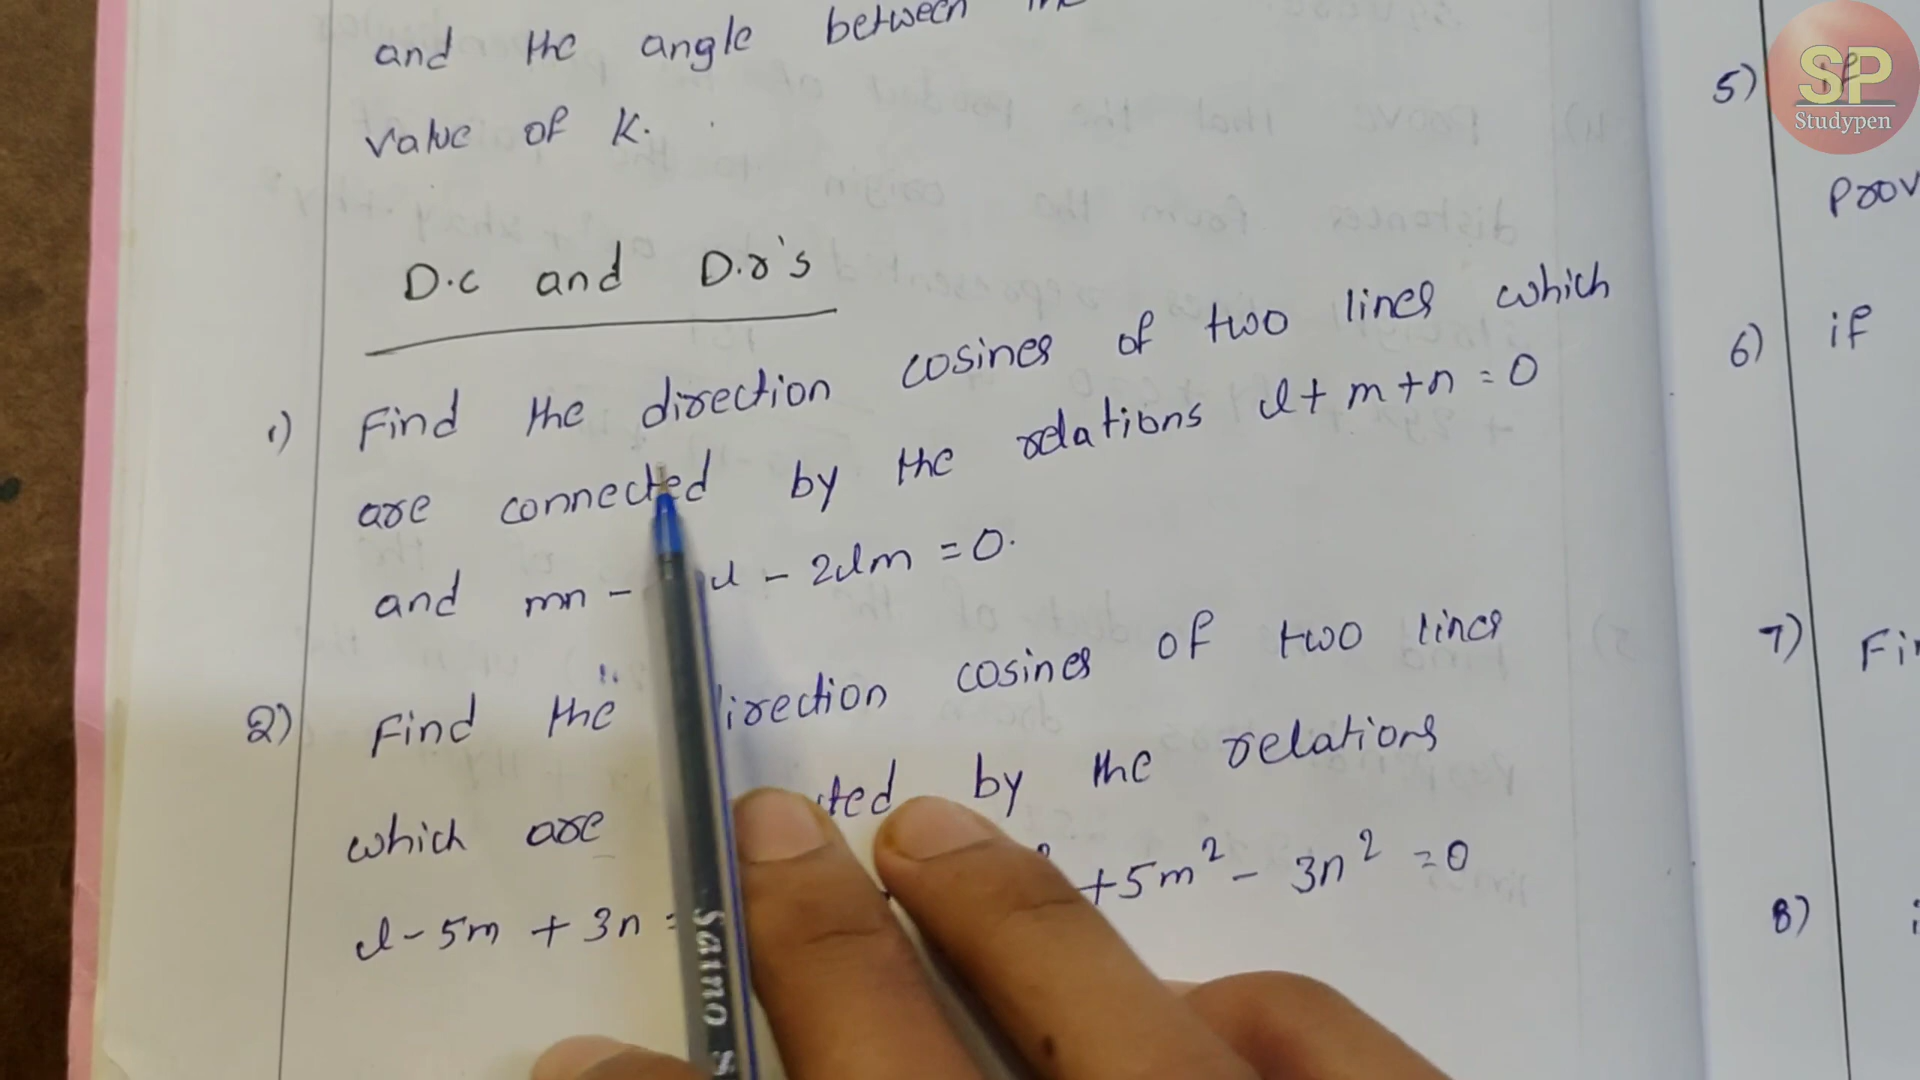 and the angle between
value of K.
D.C and D.r's
1) Find the direction cosines of two lines which
are connected by the relations l + m + n = 0
and mn - l - 2lm = 0.
2) Find the direction cosines of two lines
which are by the relations
l - 5m + 3n + 5m² - 3n² = 0
5) If
6) if
7)
8)
SP
Studypen